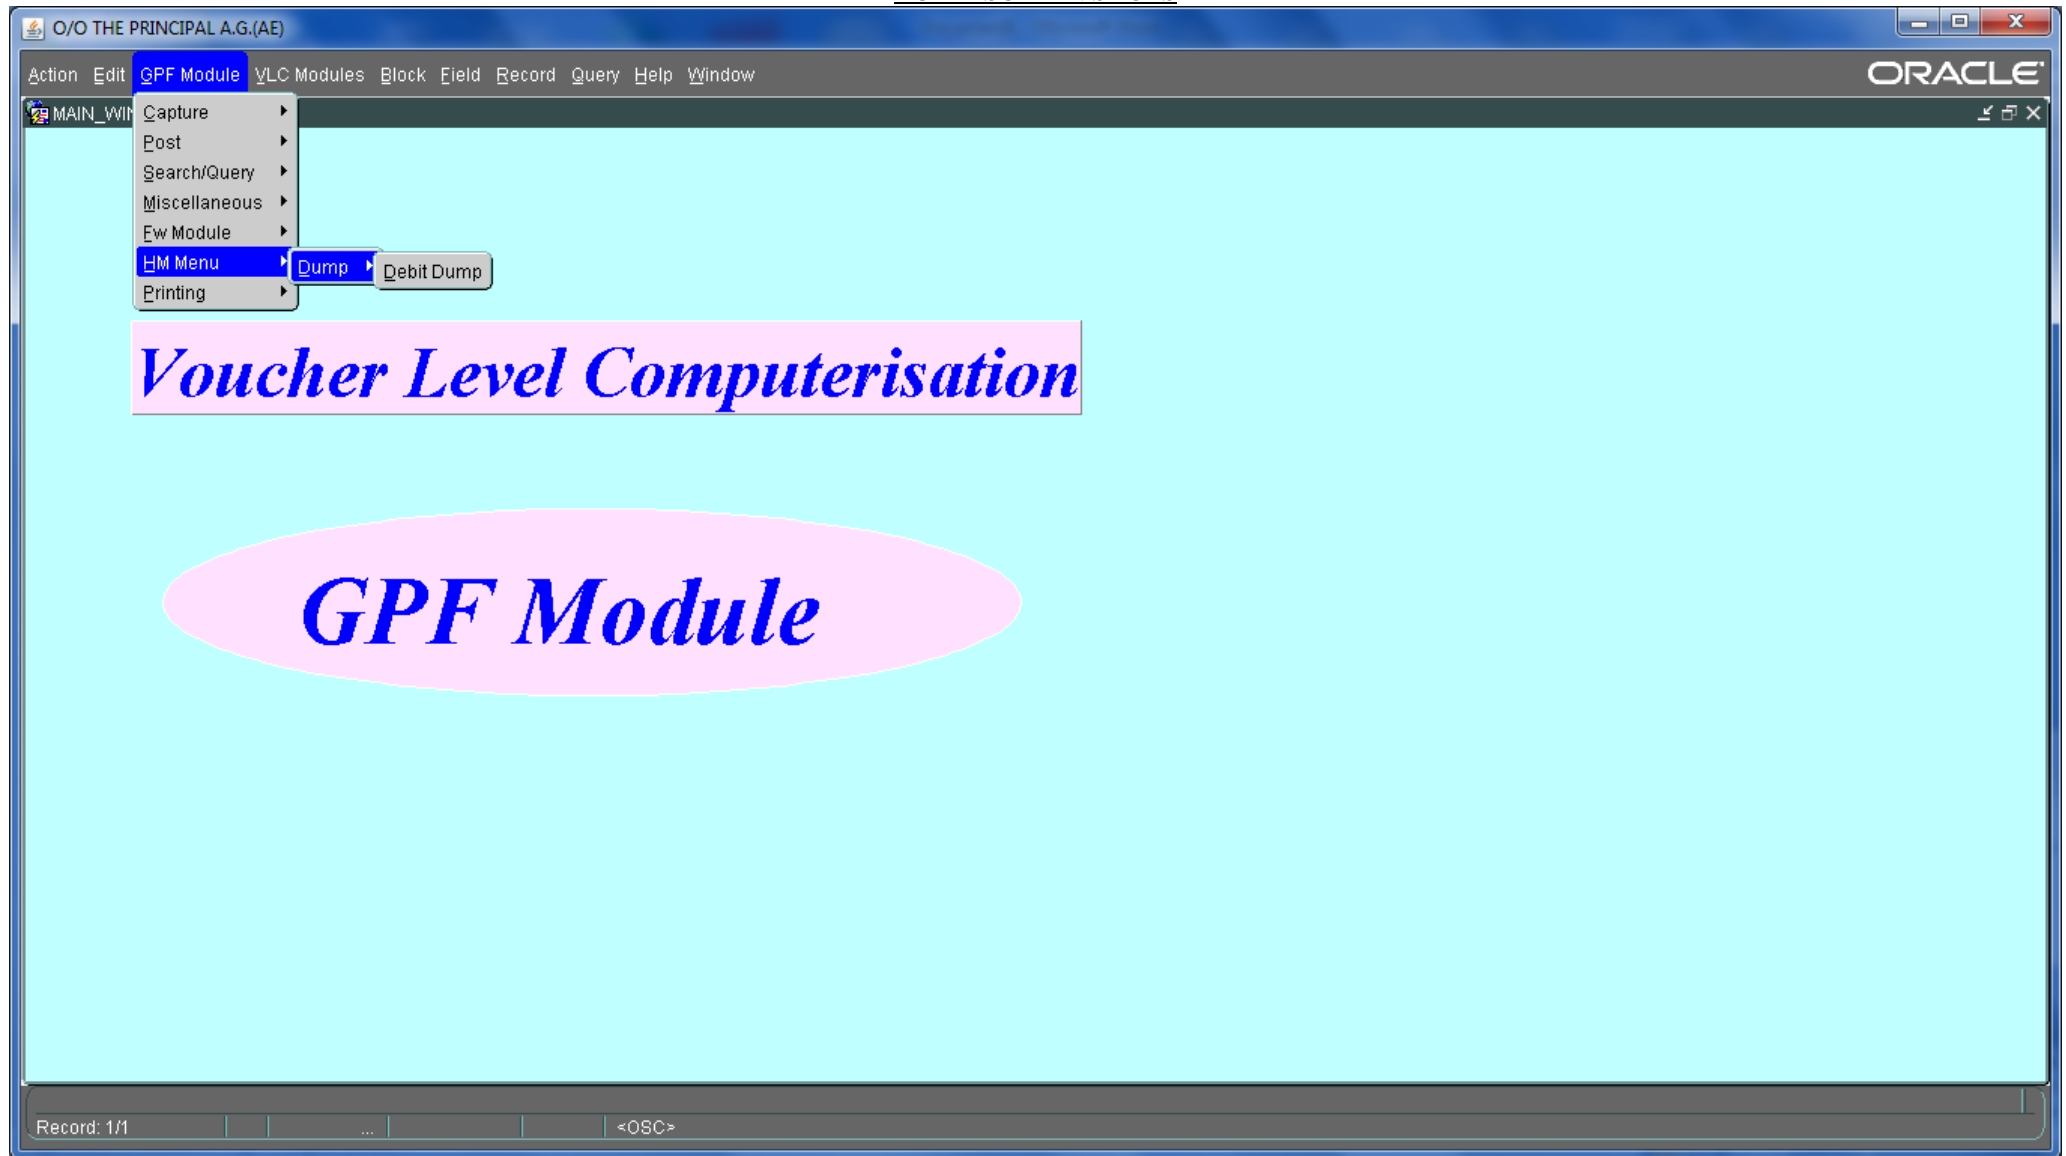 O/O THE PRINCIPAL A.G.(AE)
Action Edit GPF Module VLC Modules Block Field Record Query Help Window
ORACLE
MAIN_WIN
Capture
Post
Search/Query
Miscellaneous
Fw Module
HM Menu
Dump
Debit Dump
Printing
Voucher Level Computerisation
GPF Module
Record: 1/1 ... <OSC>